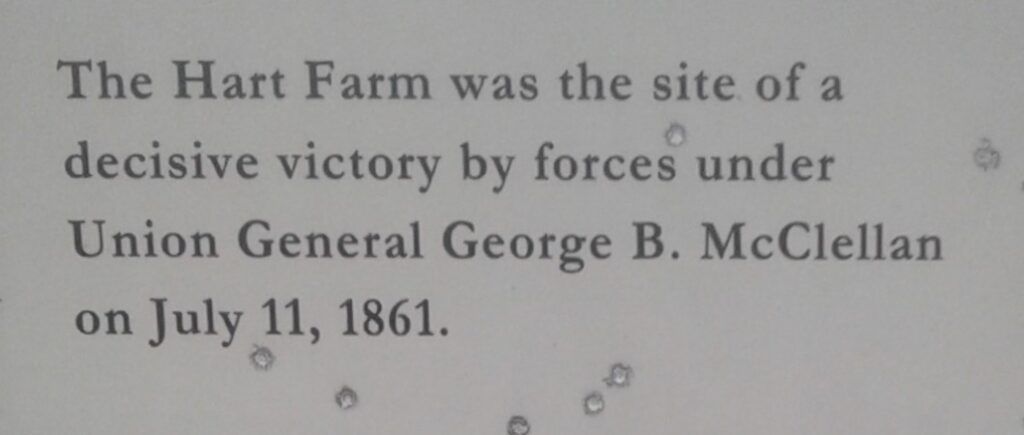 The Hart Farm was the site of a
decisive victory by forces under
Union General George B. McClellan
on July 11, 1861.